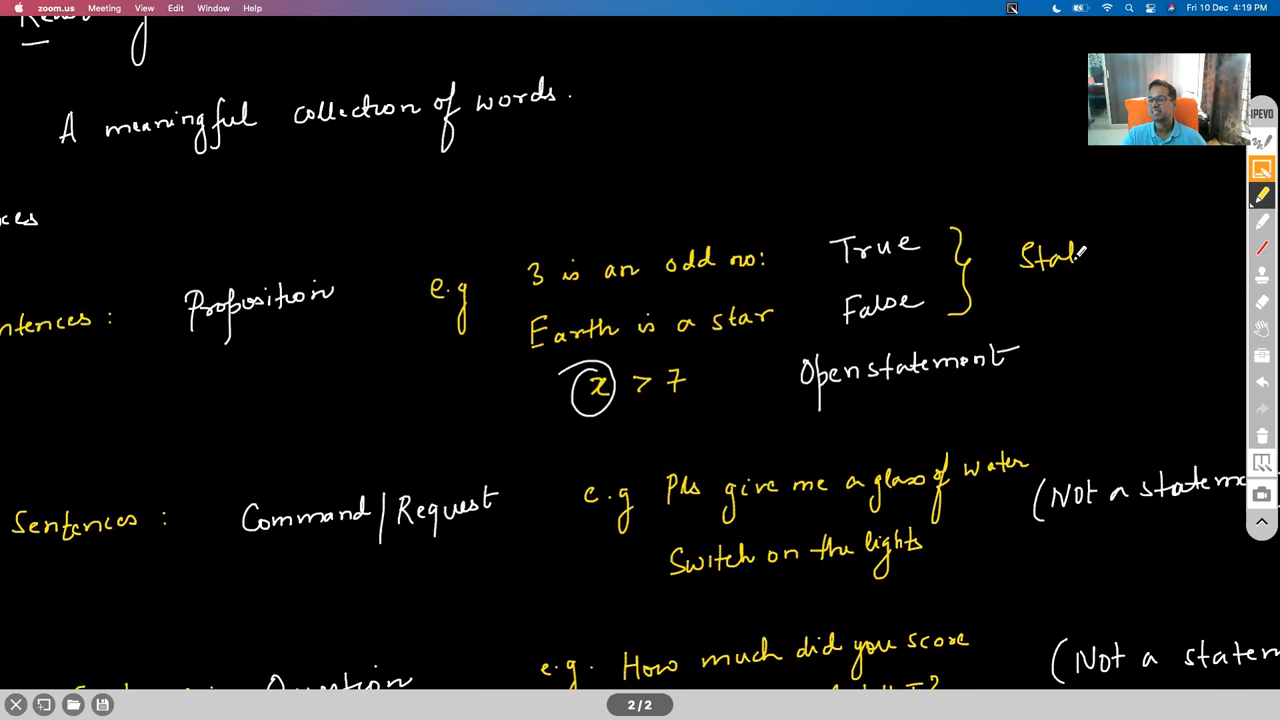 zoom.us Meeting View Edit Window Help Fri 10 Dec 4:19 PM
A meaningful collection of words.
IPEVO
3 is an odd no: True
Proposition e.g Earth is a star False
x > 7 Open statement
Sentences : Command/Request e.g Pls give me a glass of water (Not a statem
Switch on the lights
e.g. How much did you score (Not a statem
Question
2/2